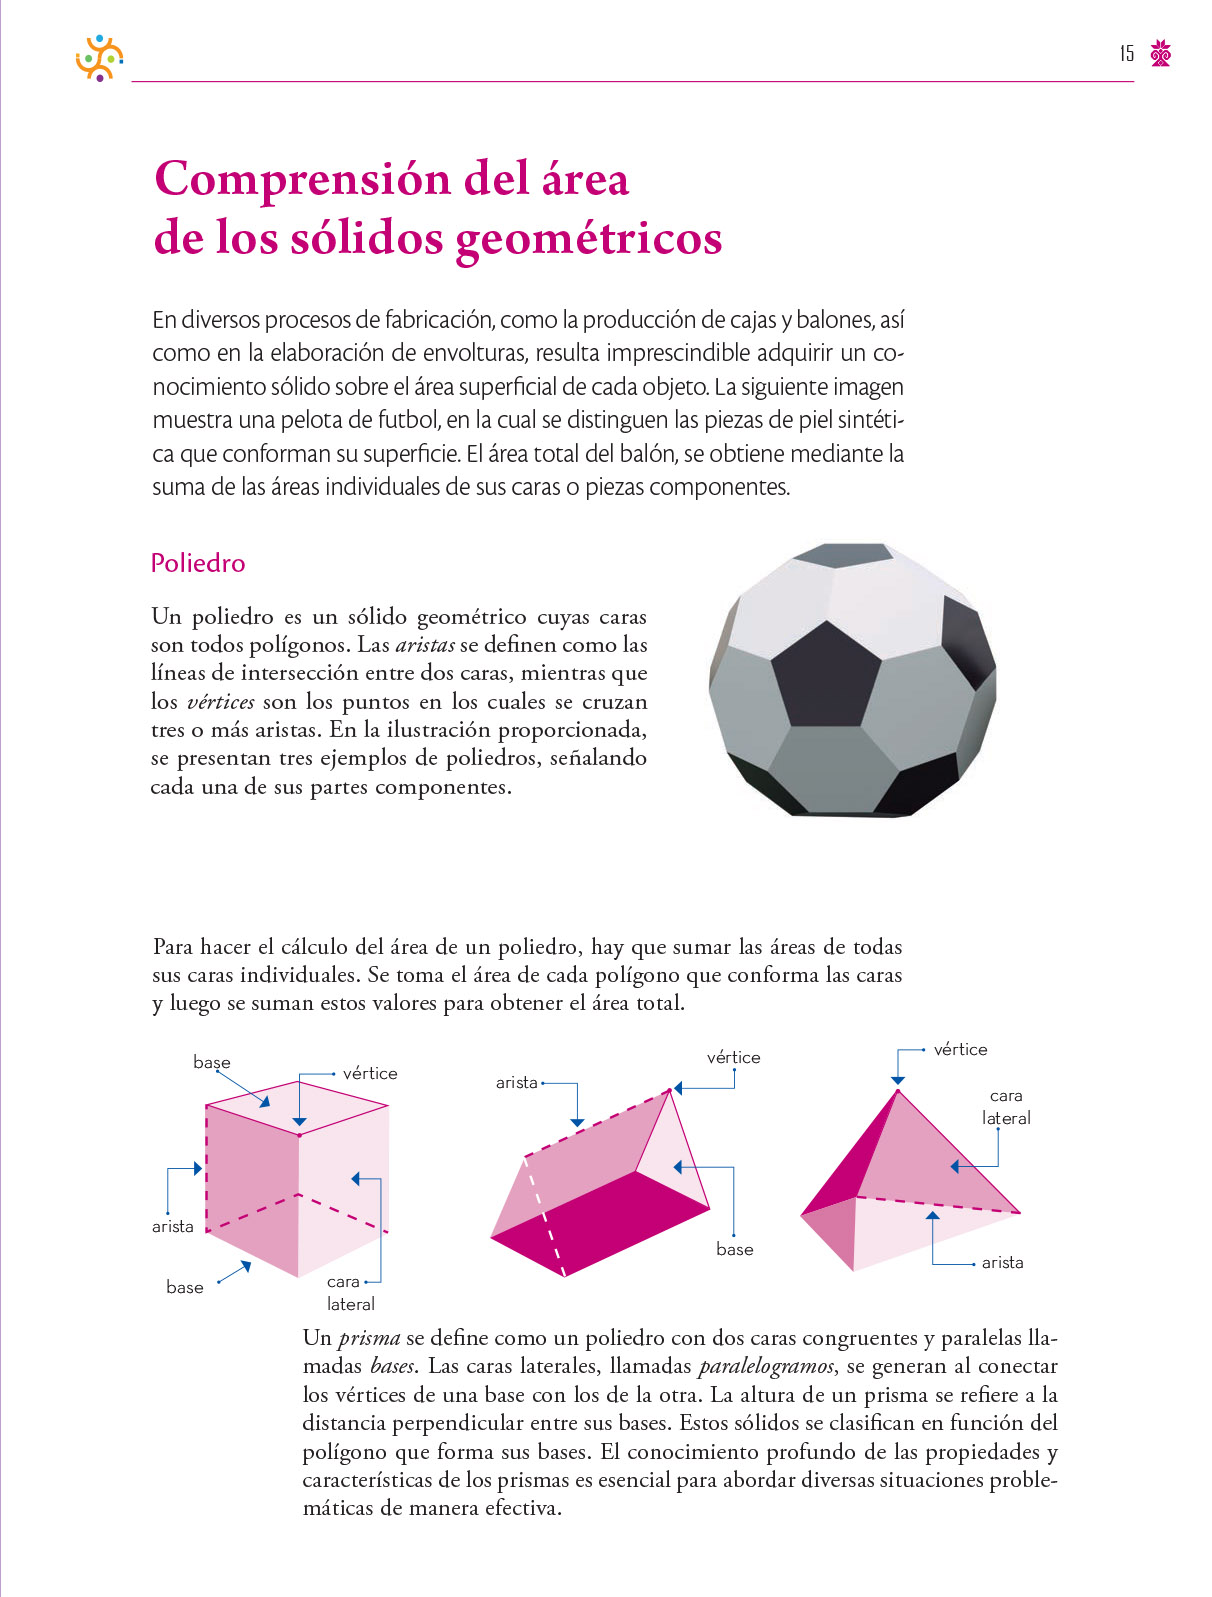 15
Comprensión del área
de los sólidos geométricos
En diversos procesos de fabricación, como la producción de cajas y balones, así
como en la elaboración de envolturas, resulta imprescindible adquirir un co-
nocimiento sólido sobre el área superficial de cada objeto. La siguiente imagen
muestra una pelota de futbol, en la cual se distinguen las piezas de piel sintéti-
ca que conforman su superficie. El área total del balón, se obtiene mediante la
suma de las áreas individuales de sus caras o piezas componentes.
Poliedro
Un poliedro es un sólido geométrico cuyas caras
son todos polígonos. Las aristas se definen como las
líneas de intersección entre dos caras, mientras que
los vértices son los puntos en los cuales se cruzan
tres o más aristas. En la ilustración proporcionada,
se presentan tres ejemplos de poliedros, señalando
cada una de sus partes componentes.
Para hacer el cálculo del área de un poliedro, hay que sumar las áreas de todas
sus caras individuales. Se toma el área de cada polígono que conforma las caras
y luego se suman estos valores para obtener el área total.
base
vértice
arista
base
cara
lateral
arista
vértice
base
vértice
cara
lateral
arista
Un prisma se define como un poliedro con dos caras congruentes y paralelas lla-
madas bases. Las caras laterales, llamadas paralelogramos, se generan al conectar
los vértices de una base con los de la otra. La altura de un prisma se refiere a la
distancia perpendicular entre sus bases. Estos sólidos se clasifican en función del
polígono que forma sus bases. El conocimiento profundo de las propiedades y
características de los prismas es esencial para abordar diversas situaciones proble-
máticas de manera efectiva.